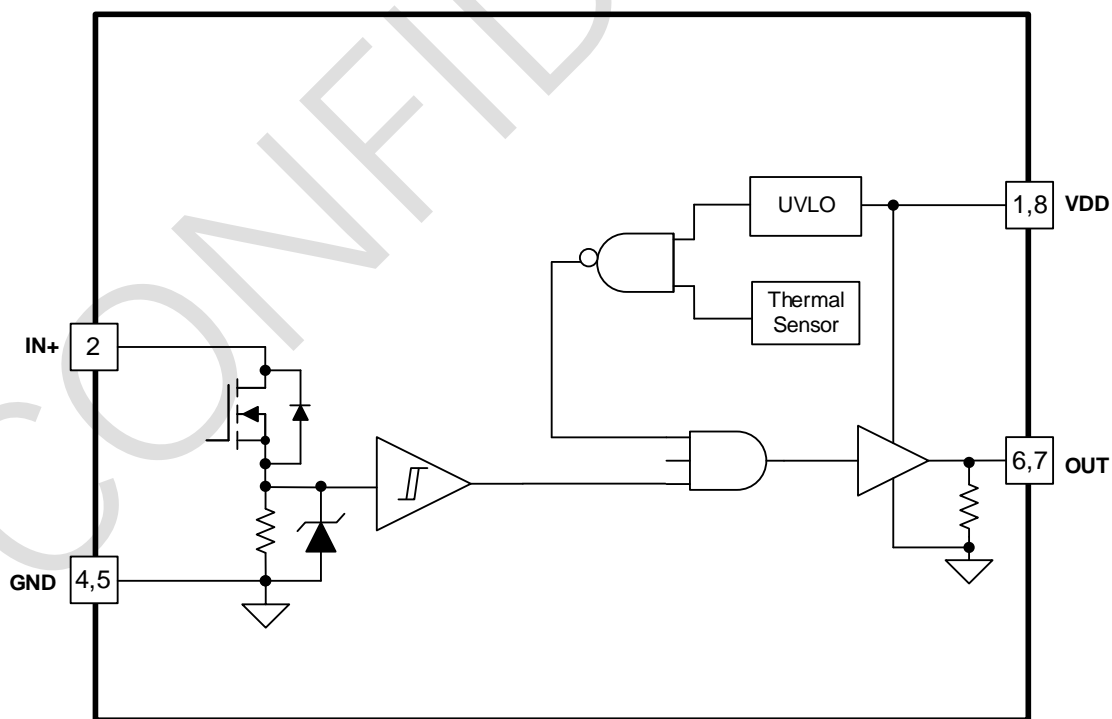 CONFID
UVLO
1,8 VDD
Thermal
Sensor
IN+ 2
6,7 OUT
GND 4,5